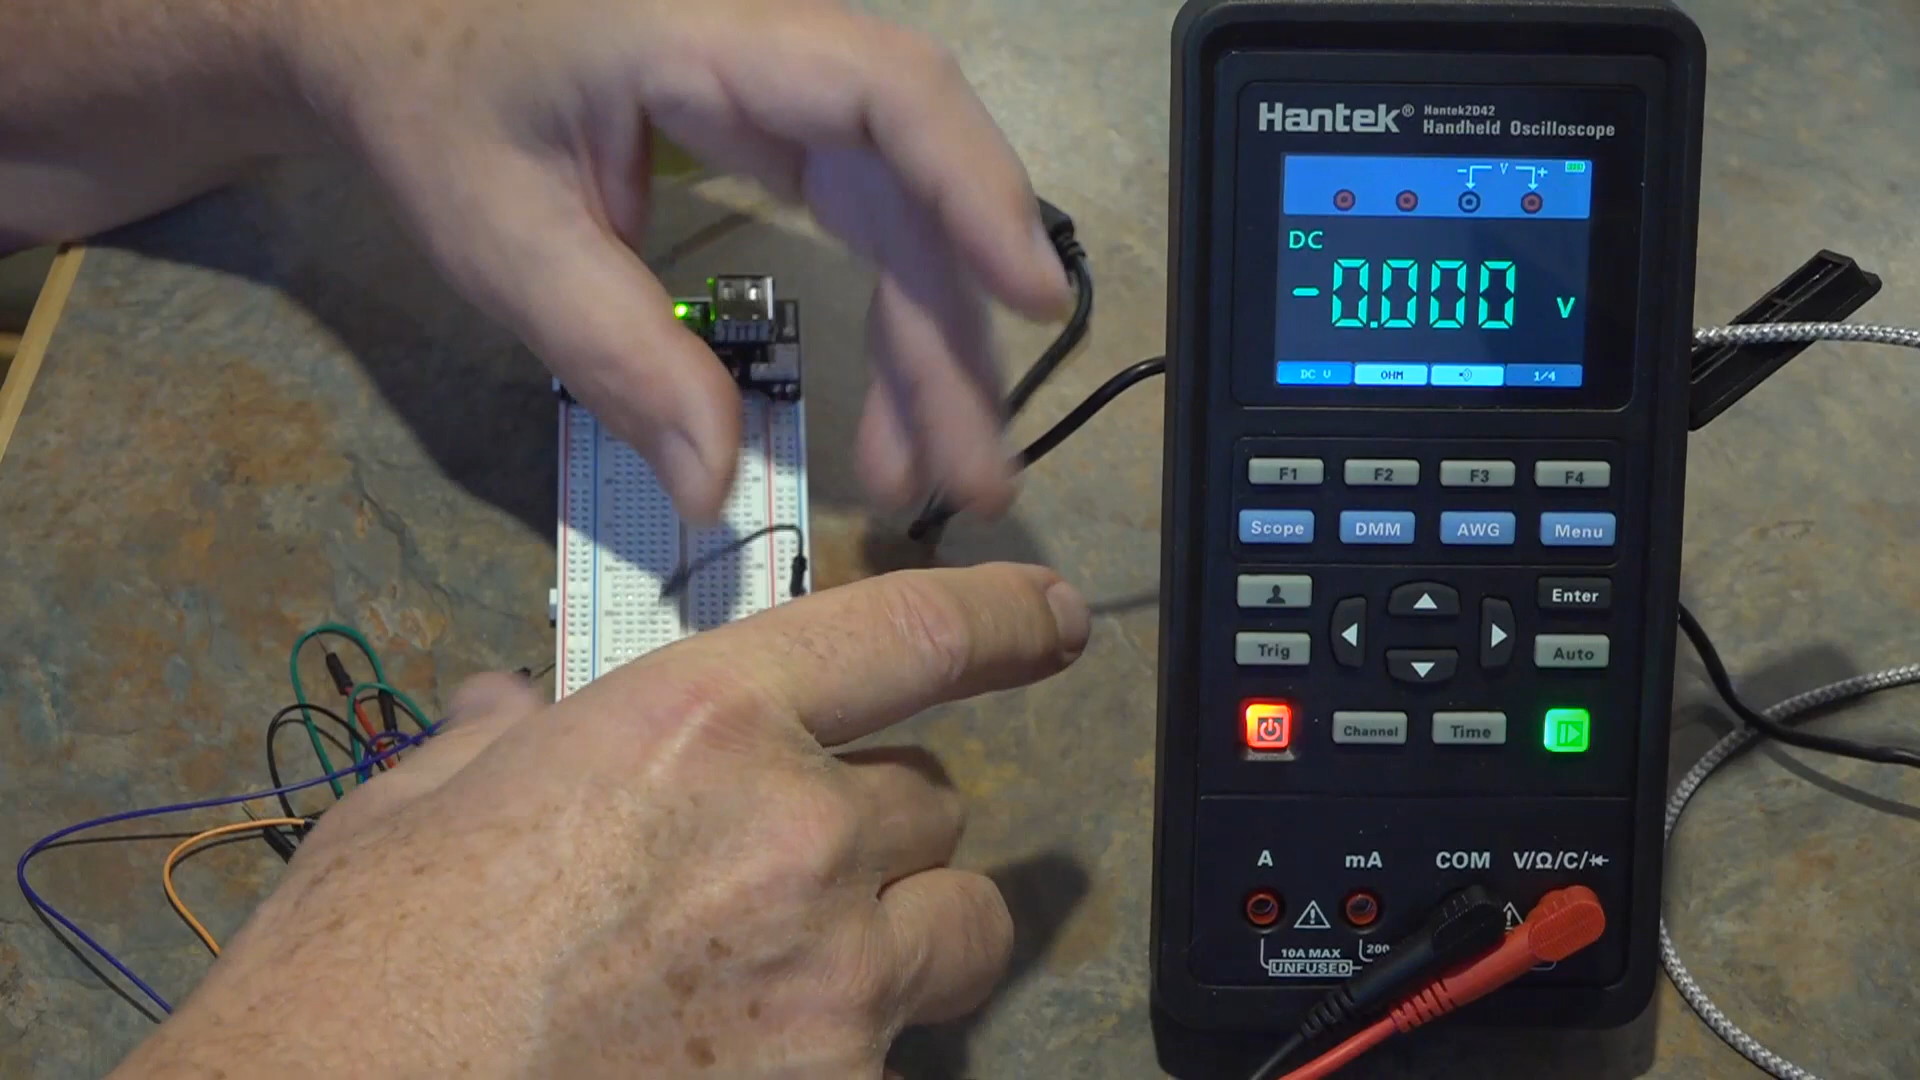 Hantek®
Hantek2D42
Handheld Oscilloscope
- V +
DC
-0.000 V
DC V OHM 1/4
F1 F2 F3 F4
Scope DMM AWG Menu
Enter
Trig Auto
Channel Time
A mA COM V/Ω/C/
10A MAX 200
UNFUSED